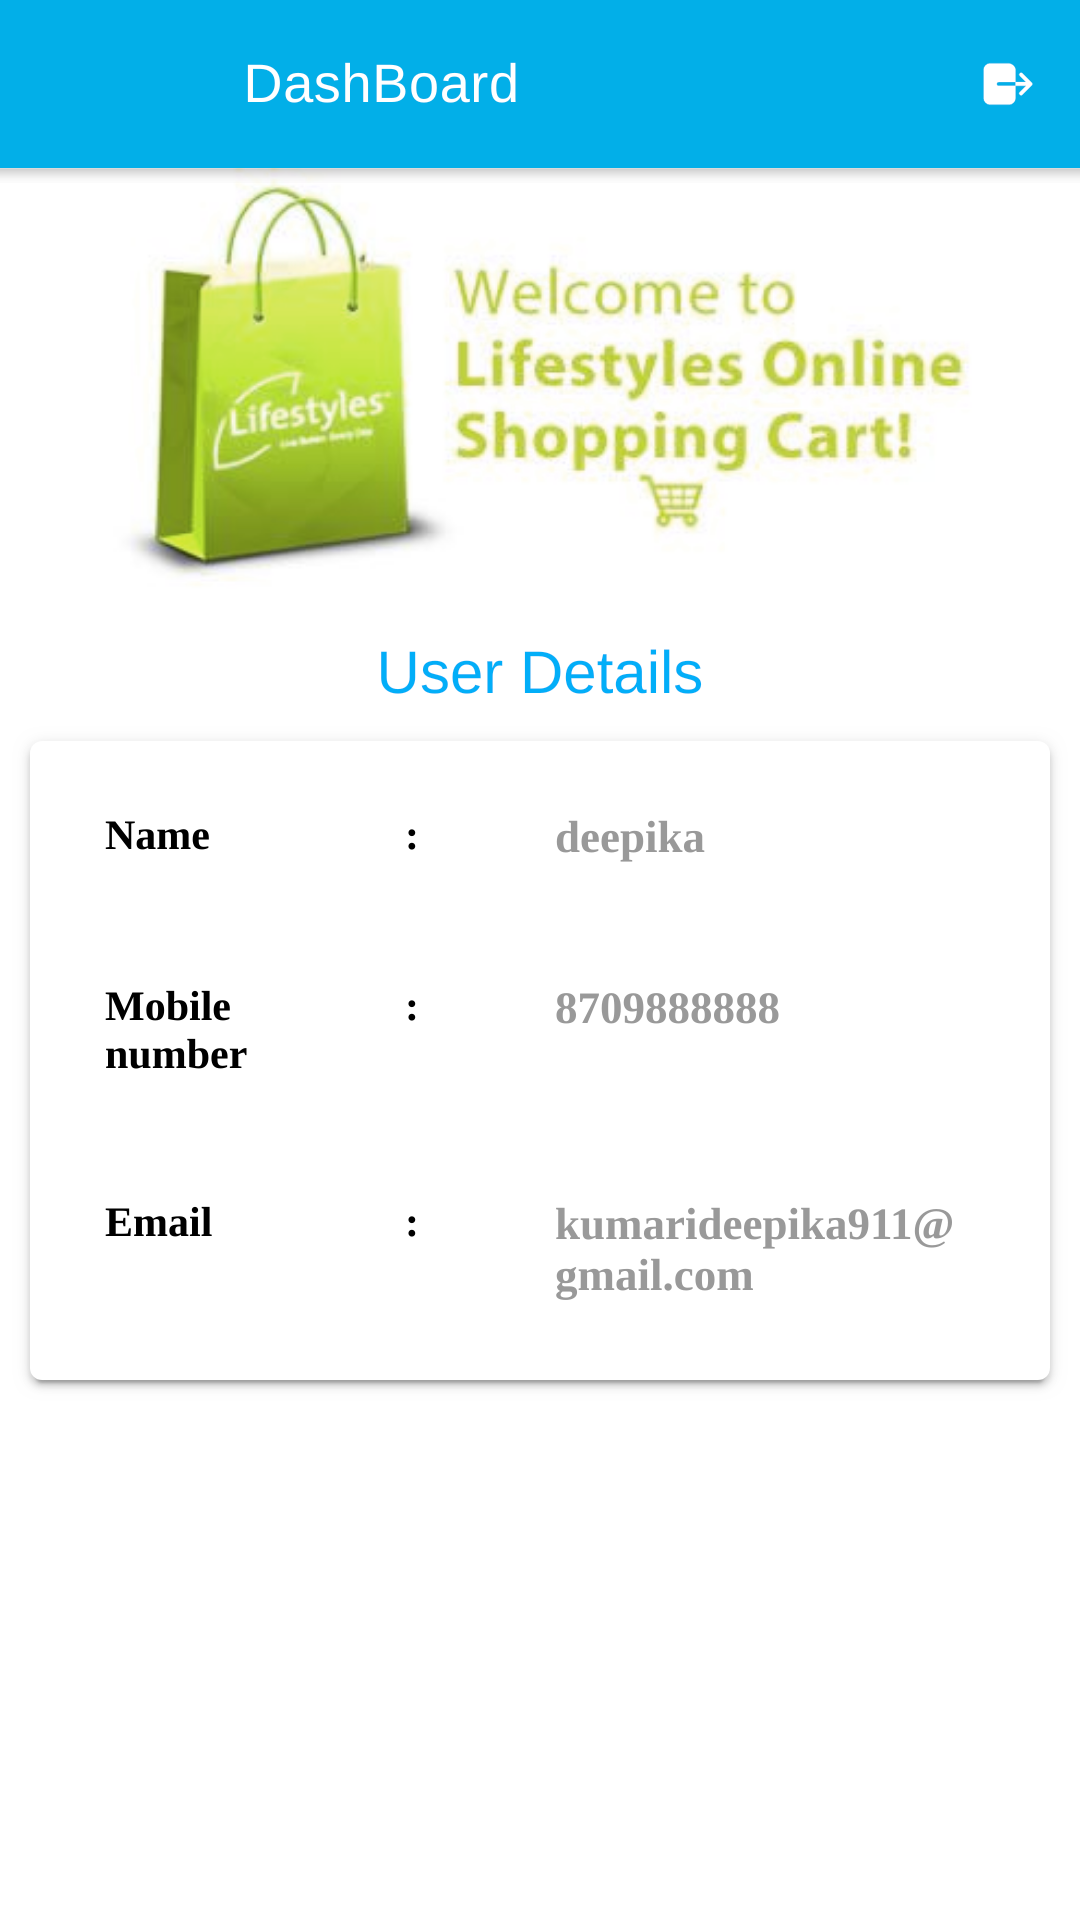 DashBoard
Welcome to
Lifestyles Online
Shopping Cart!
Lifestyles
User Details
Name : deepika
Mobile number : 8709888888
Email : kumarideepika911@
gmail.com